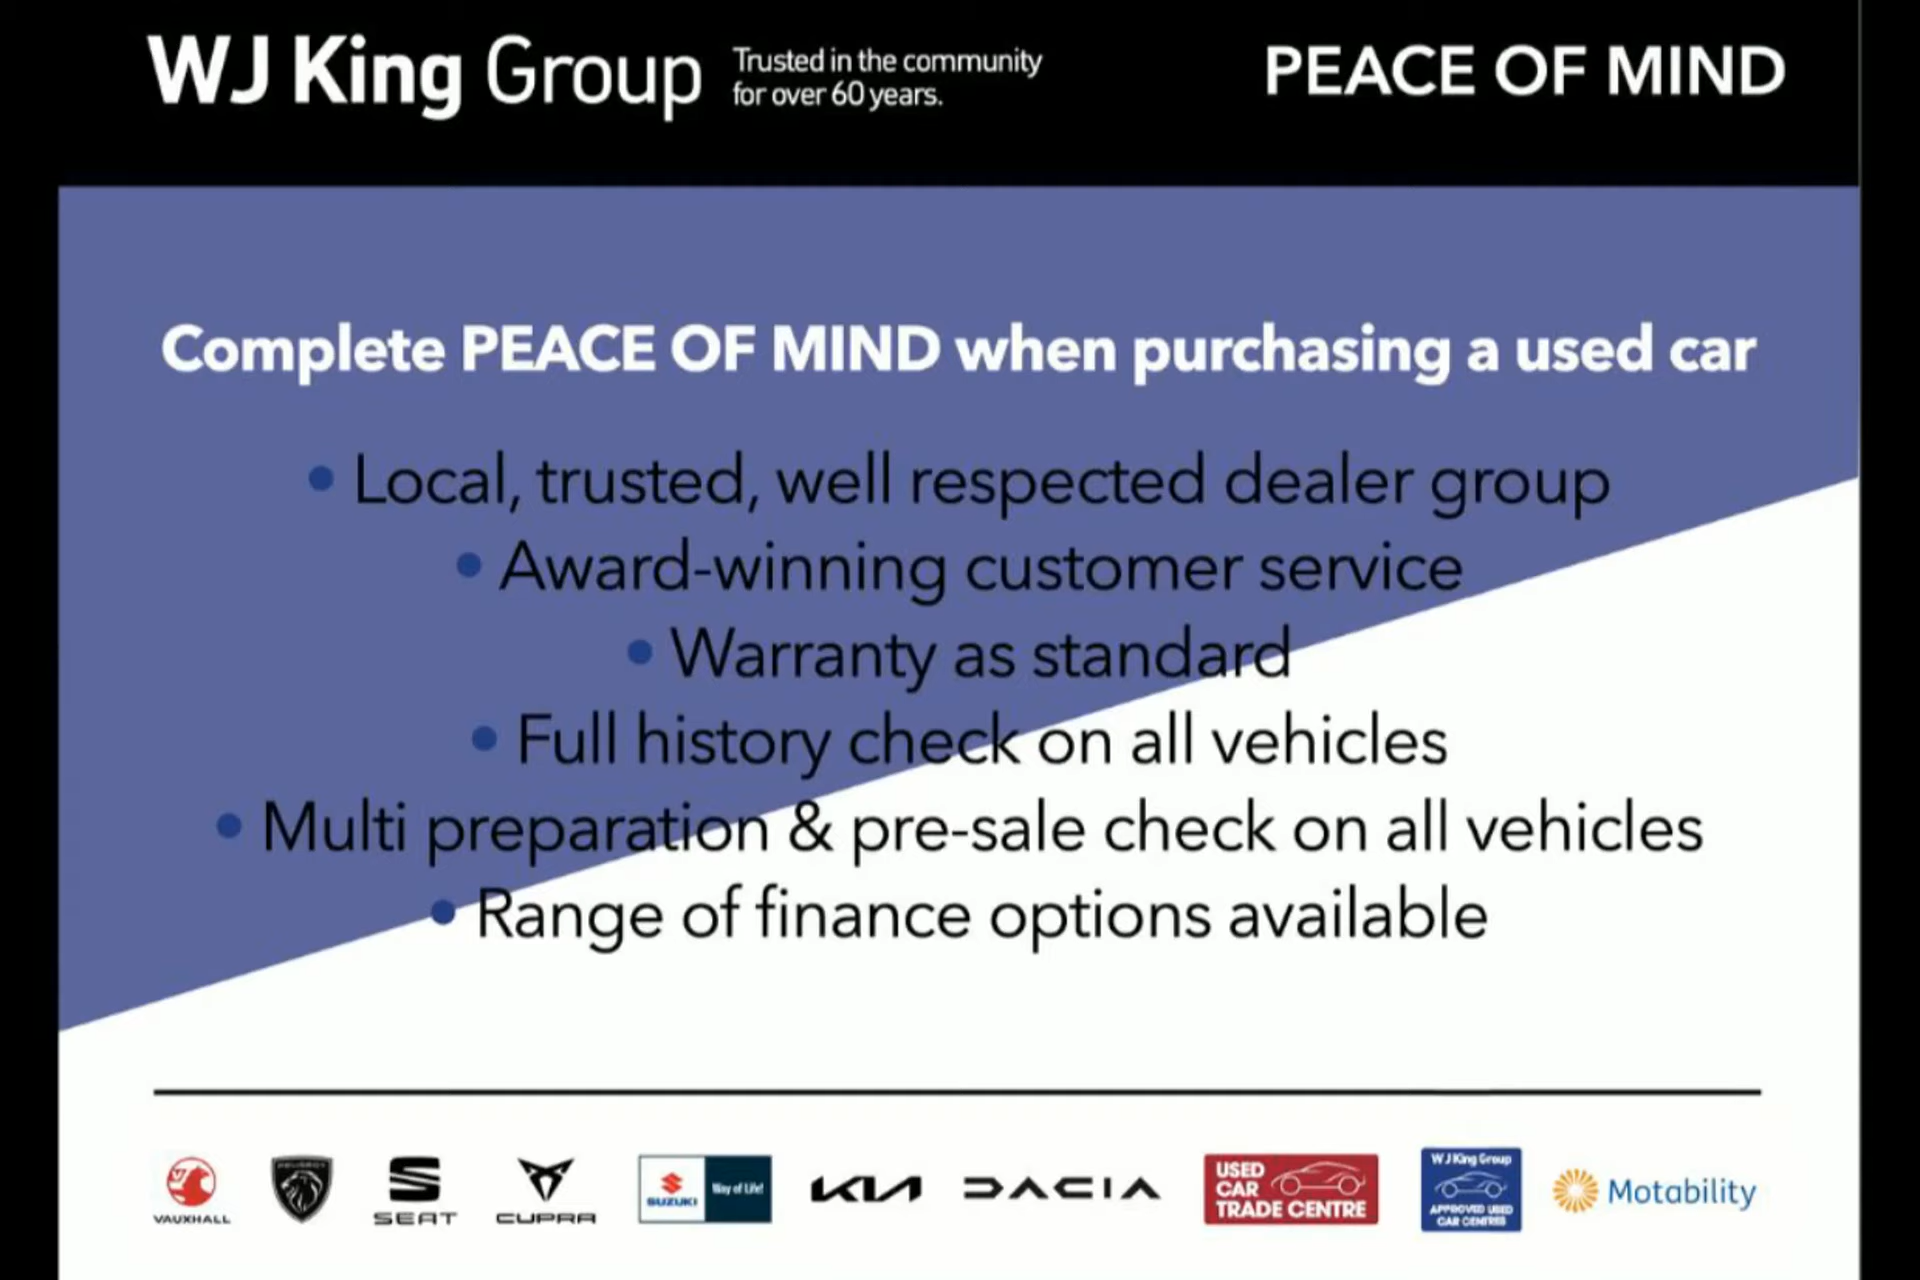 WJ King Group
Trusted in the community
for over 60 years.
PEACE OF MIND
Complete PEACE OF MIND when purchasing a used car
• Local, trusted, well respected dealer group
• Award-winning customer service
• Warranty as standard
• Full history check on all vehicles
• Multi preparation & pre-sale check on all vehicles
• Range of finance options available
VAUXHALL
PEUGEOT
SEAT
CUPRA
SUZUKI
Way of Life!
KIA
DACIA
USED
CAR
TRADE CENTRE
WJ King Group
APPROVED USED
CAR CENTRES
Motability